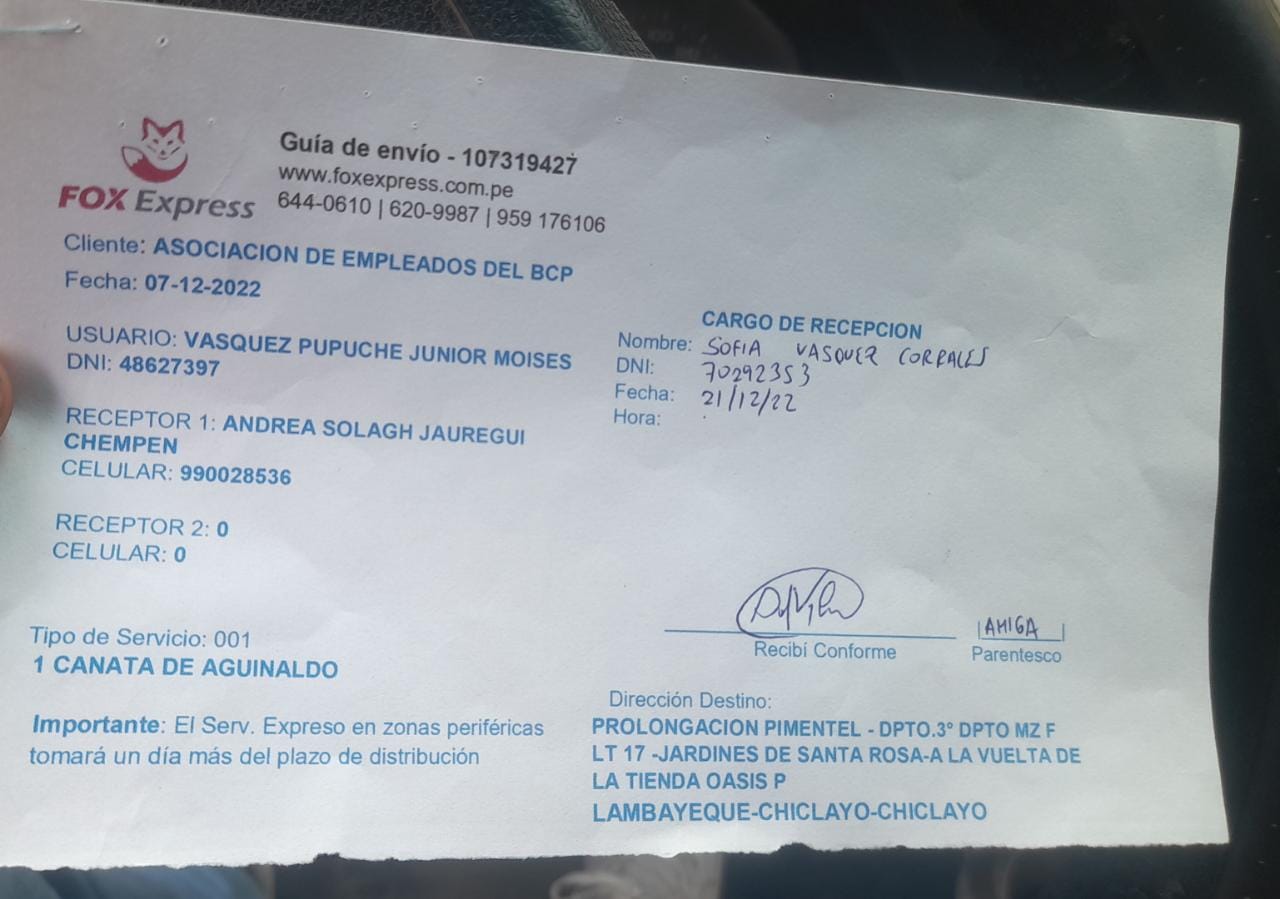 FOX Express
Guía de envío - 107319427
www.foxexpress.com.pe
644-0610 | 620-9987 | 959 176106
Cliente: ASOCIACION DE EMPLEADOS DEL BCP
Fecha: 07-12-2022
USUARIO: VASQUEZ PUPUCHE JUNIOR MOISES
DNI: 48627397
RECEPTOR 1: ANDREA SOLAGH JAUREGUI
CHEMPEN
CELULAR: 990028536
RECEPTOR 2: 0
CELULAR: 0
Tipo de Servicio: 001
1 CANATA DE AGUINALDO
Importante: El Serv. Expreso en zonas periféricas
tomará un día más del plazo de distribución
CARGO DE RECEPCION
Nombre: SOFIA VASQUEZ CORRALES
DNI: 70292353
Fecha: 21/12/22
Hora:
AMIGA
Recibí Conforme Parentesco
Dirección Destino:
PROLONGACION PIMENTEL - DPTO.3° DPTO MZ F
LT 17 -JARDINES DE SANTA ROSA-A LA VUELTA DE
LA TIENDA OASIS P
LAMBAYEQUE-CHICLAYO-CHICLAYO